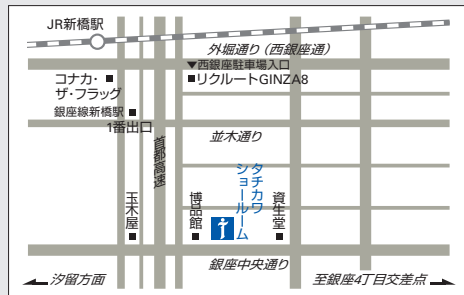 JR新橋駅
外堀通り（西銀座通）
▼西銀座駐車場入口
コナカ・
ザ・フラッグ
リクルートGINZA8
銀座線新橋駅
1番出口
並木通り
首都高速
タチカワ
ショールーム
玉木屋
博品館
資生堂
銀座中央通り
汐留方面
至銀座4丁目交差点